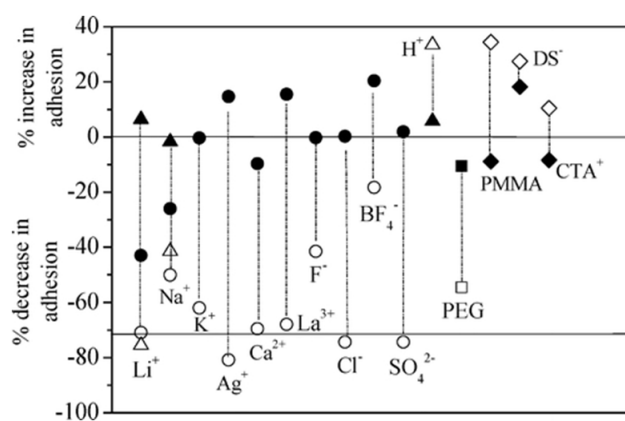 % increase in
adhesion
% decrease in
adhesion
40
20
0
-20
-40
-60
-80
-100
H⁺
DS⁻
PMMA
CTA⁺
BF₄⁻
F⁻
Na⁺
K⁺
La³⁺
PEG
Li⁺
Ag⁺
Ca²⁺
Cl⁻
SO₄²⁻